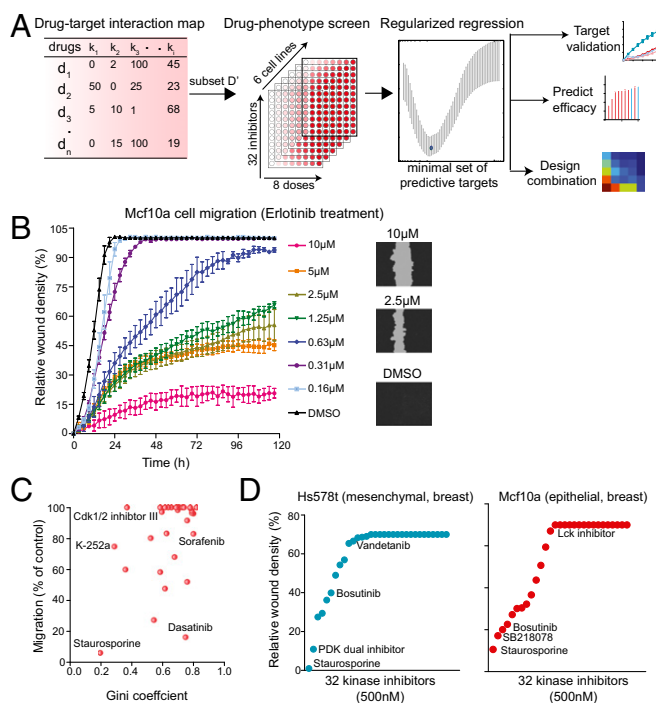 A
Drug-target interaction map
drugs k1 k2 k3 · · ki
d1 0 2 100 45
d2 50 0 25 23
d3 5 10 1 68
·
dn 0 15 100 19
subset D'
Drug-phenotype screen
6 cell lines
32 inhibitors
8 doses
Regularized regression
minimal set of
predictive targets
Target
validation
Predict
efficacy
Design
combination
B
Mcf10a cell migration (Erlotinib treatment)
Relative wound density (%)
105
90
75
60
45
30
15
0
0 24 48 72 96 120
Time (h)
10µM
5µM
2.5µM
1.25µM
0.63µM
0.31µM
0.16µM
DMSO
10µM
2.5µM
DMSO
C
Migration (% of control)
100
80
60
40
20
0
0.0 0.2 0.4 0.6 0.8 1.0
Gini coeffcient
Cdk1/2 inhibtor III
K-252a
Sorafenib
Dasatinib
Staurosporine
D
Hs578t (mesenchymal, breast)
Relative wound density (%)
60
40
20
0
Vandetanib
Bosutinib
PDK dual inhibitor
Staurosporine
32 kinase inhibitors
(500nM)
Mcf10a (epithelial, breast)
Lck inhibitor
Bosutinib
SB218078
Staurosporine
32 kinase inhibitors
(500nM)